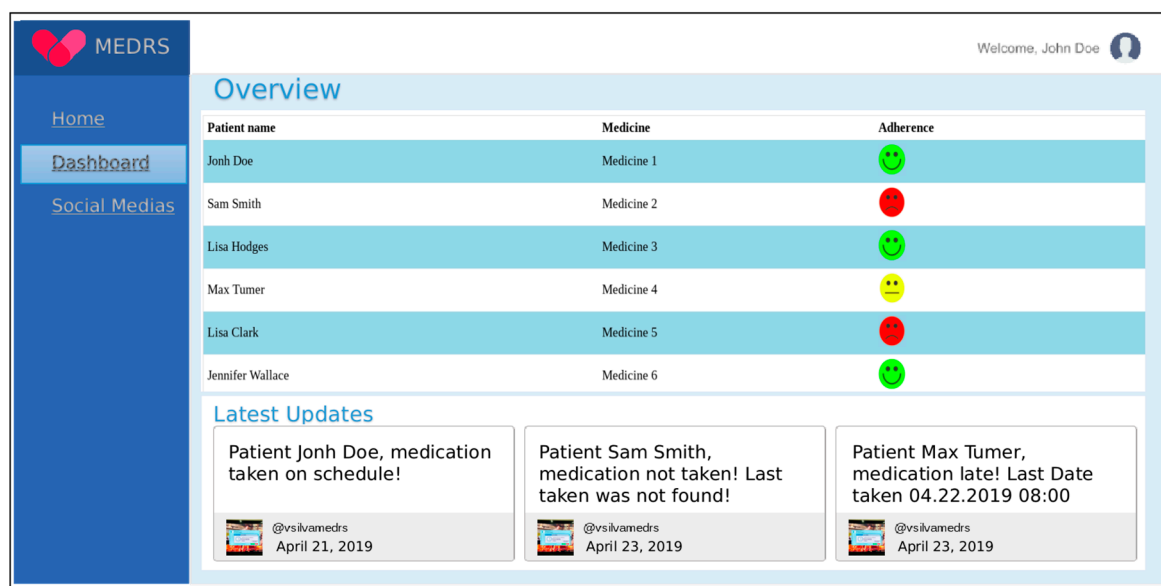 MEDRS
Welcome, John Doe
Home
Dashboard
Social Medias
Overview
Patient name Medicine Adherence
Jonh Doe Medicine 1
Sam Smith Medicine 2
Lisa Hodges Medicine 3
Max Tumer Medicine 4
Lisa Clark Medicine 5
Jennifer Wallace Medicine 6
Latest Updates
Patient Jonh Doe, medication
taken on schedule!
@vsilvamedrs
April 21, 2019
Patient Sam Smith,
medication not taken! Last
taken was not found!
@vsilvamedrs
April 23, 2019
Patient Max Tumer,
medication late! Last Date
taken 04.22.2019 08:00
@vsilvamedrs
April 23, 2019